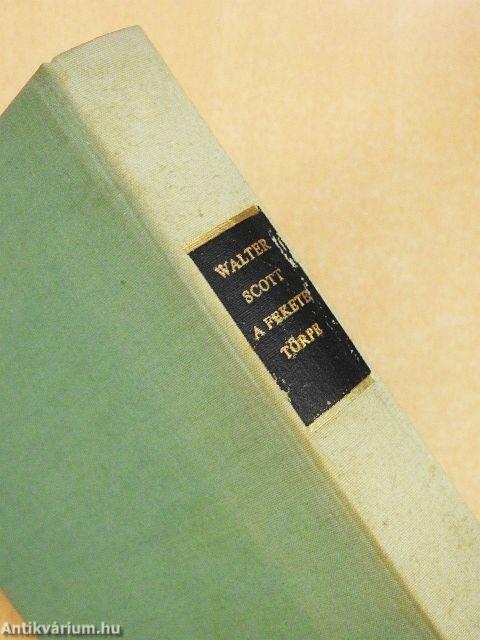 WALTER
SCOTT
A FEKETE
TÖRPE
Antikvárium.hu